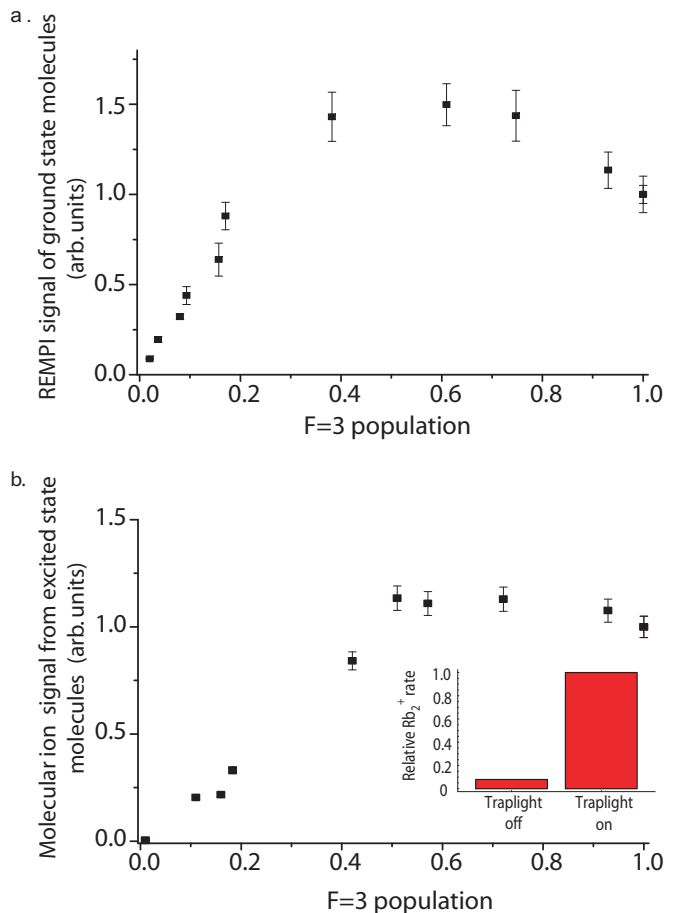 a .
REMPI signal of ground state molecules
(arb. units)
1.5
1.0
0.5
0.0
0.0
0.2
0.4
0.6
0.8
1.0
F=3 population
b.
Molecular ion signal from excited state
molecules (arb. units)
1.5
1.0
0.5
0.0
0.0
0.2
0.4
0.6
0.8
1.0
F=3 population
Relative Rb₂⁺ rate
1.0
0.8
0.6
0.4
0.2
0
Traplight
off
Traplight
on